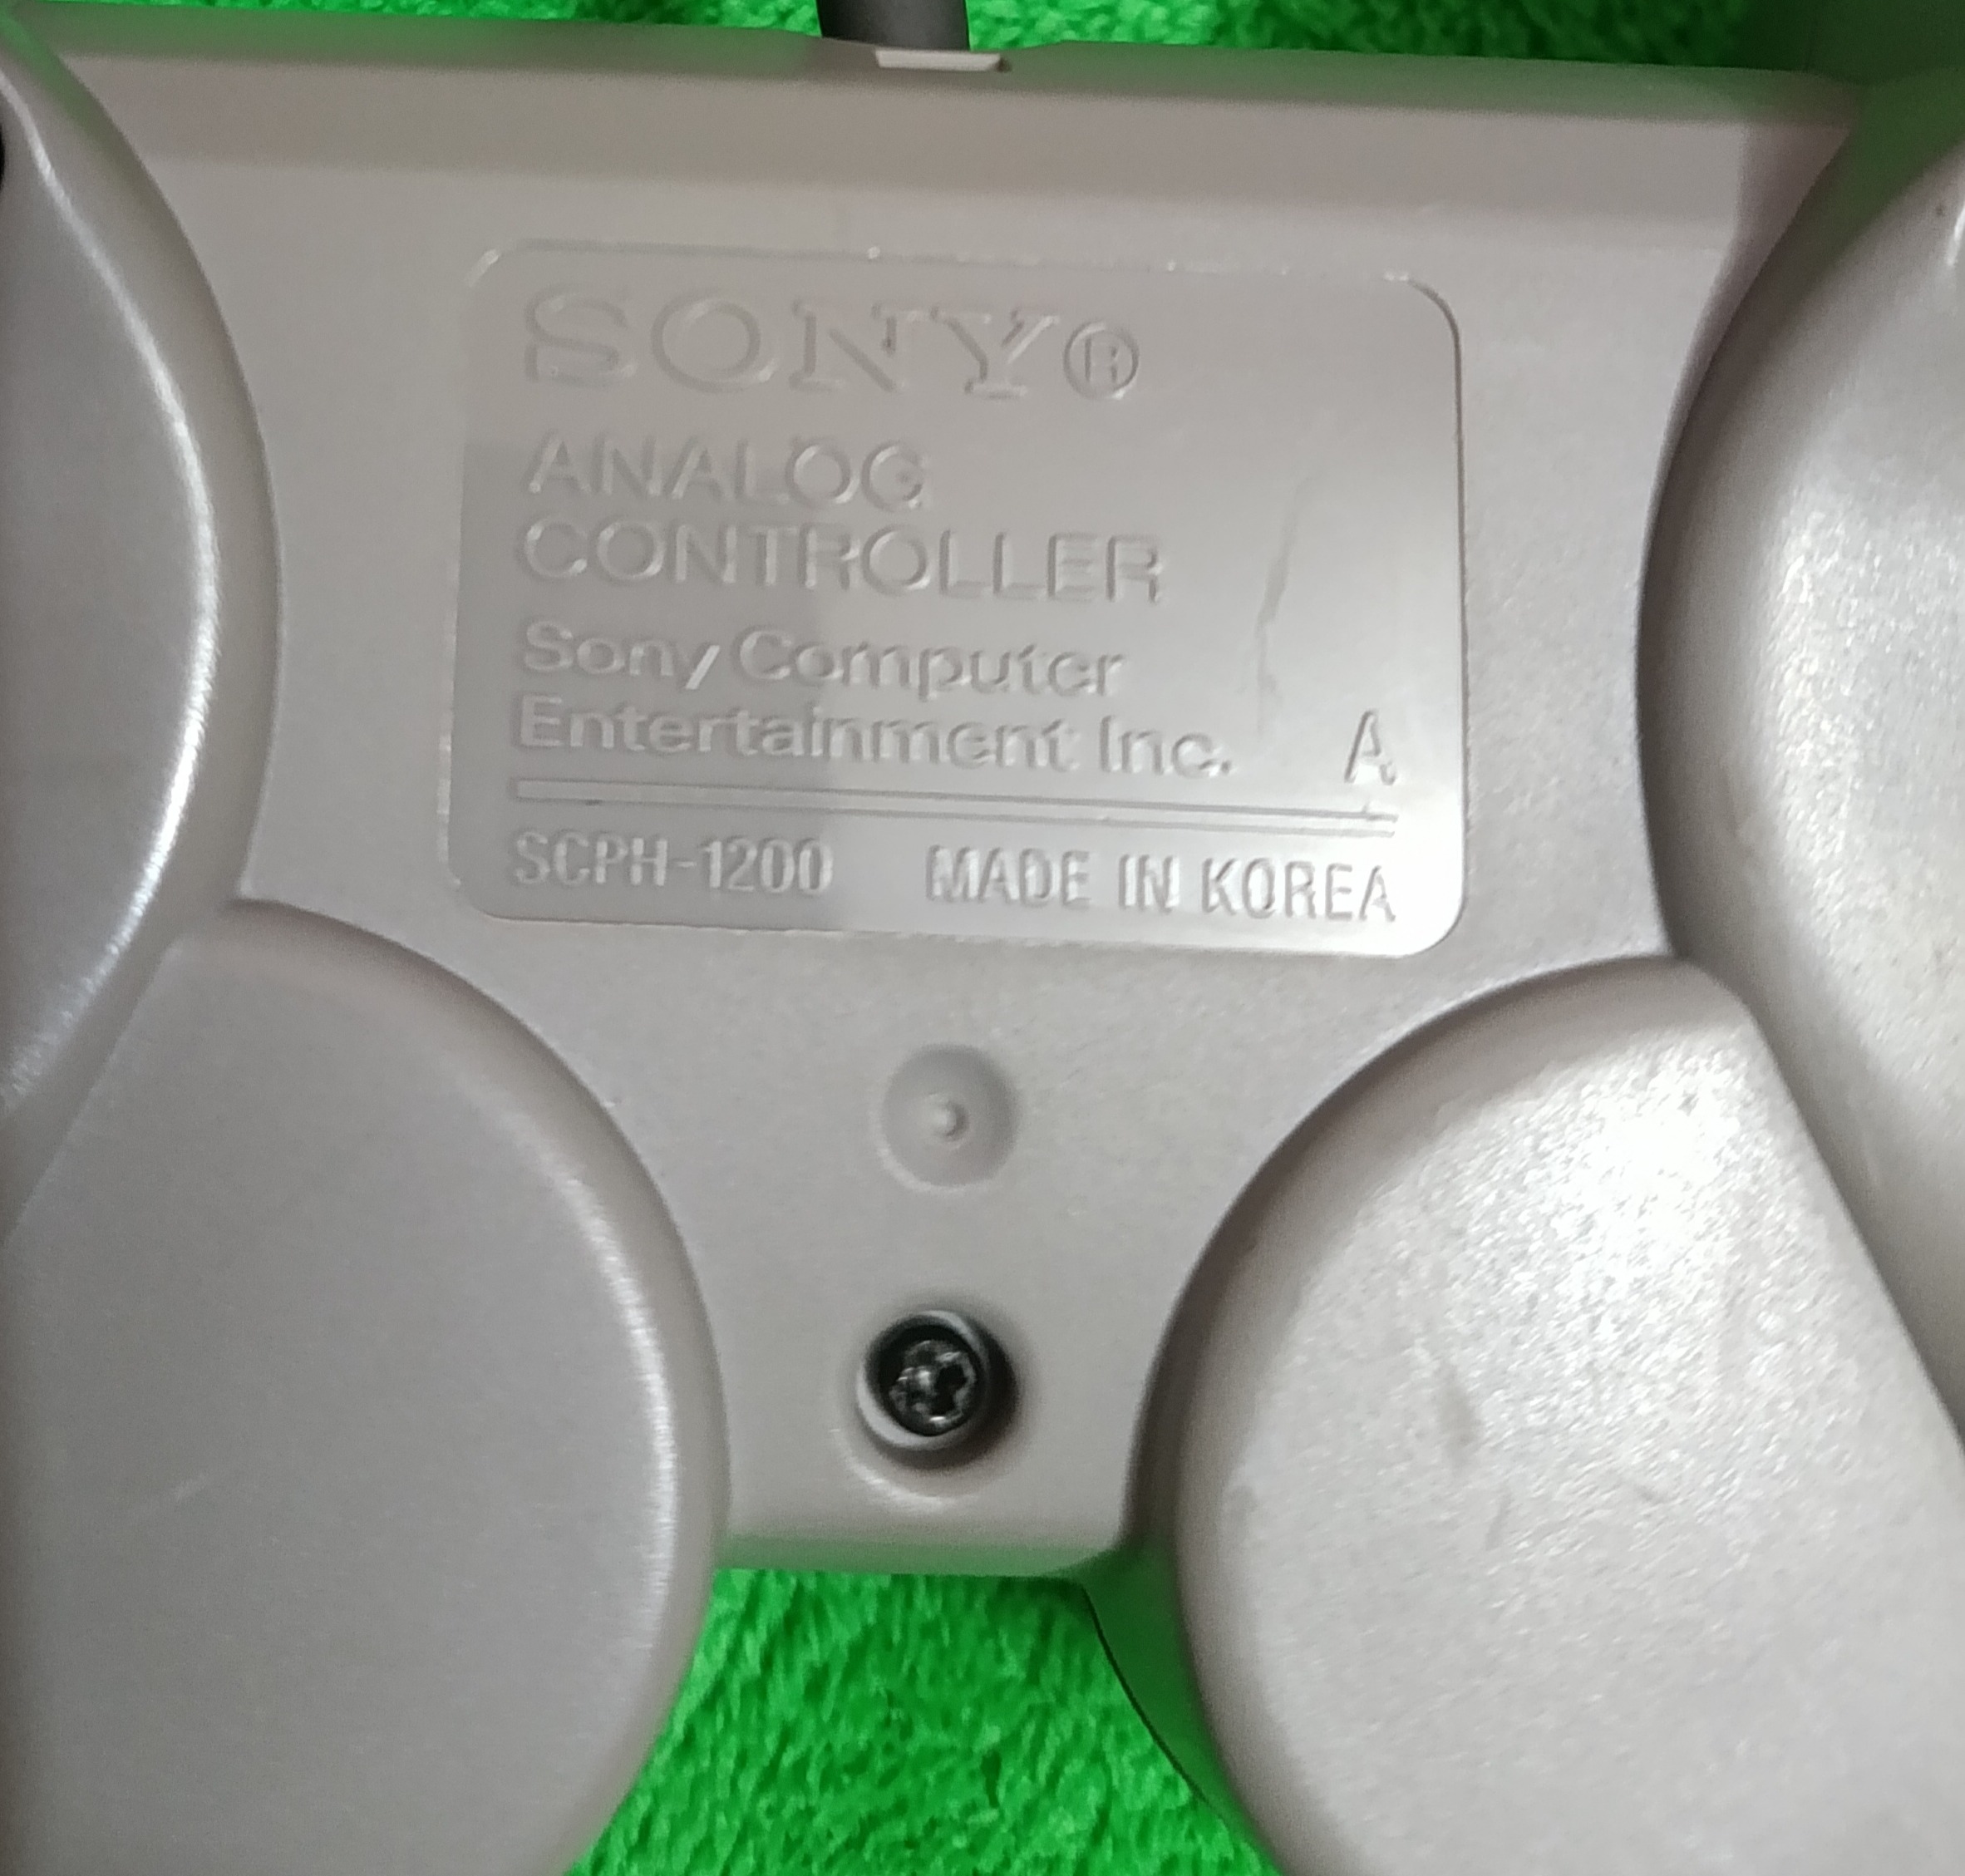 SONY®
ANALOG
CONTROLLER
Sony Computer
Entertainment Inc. A
SCPH-1200 MADE IN KOREA